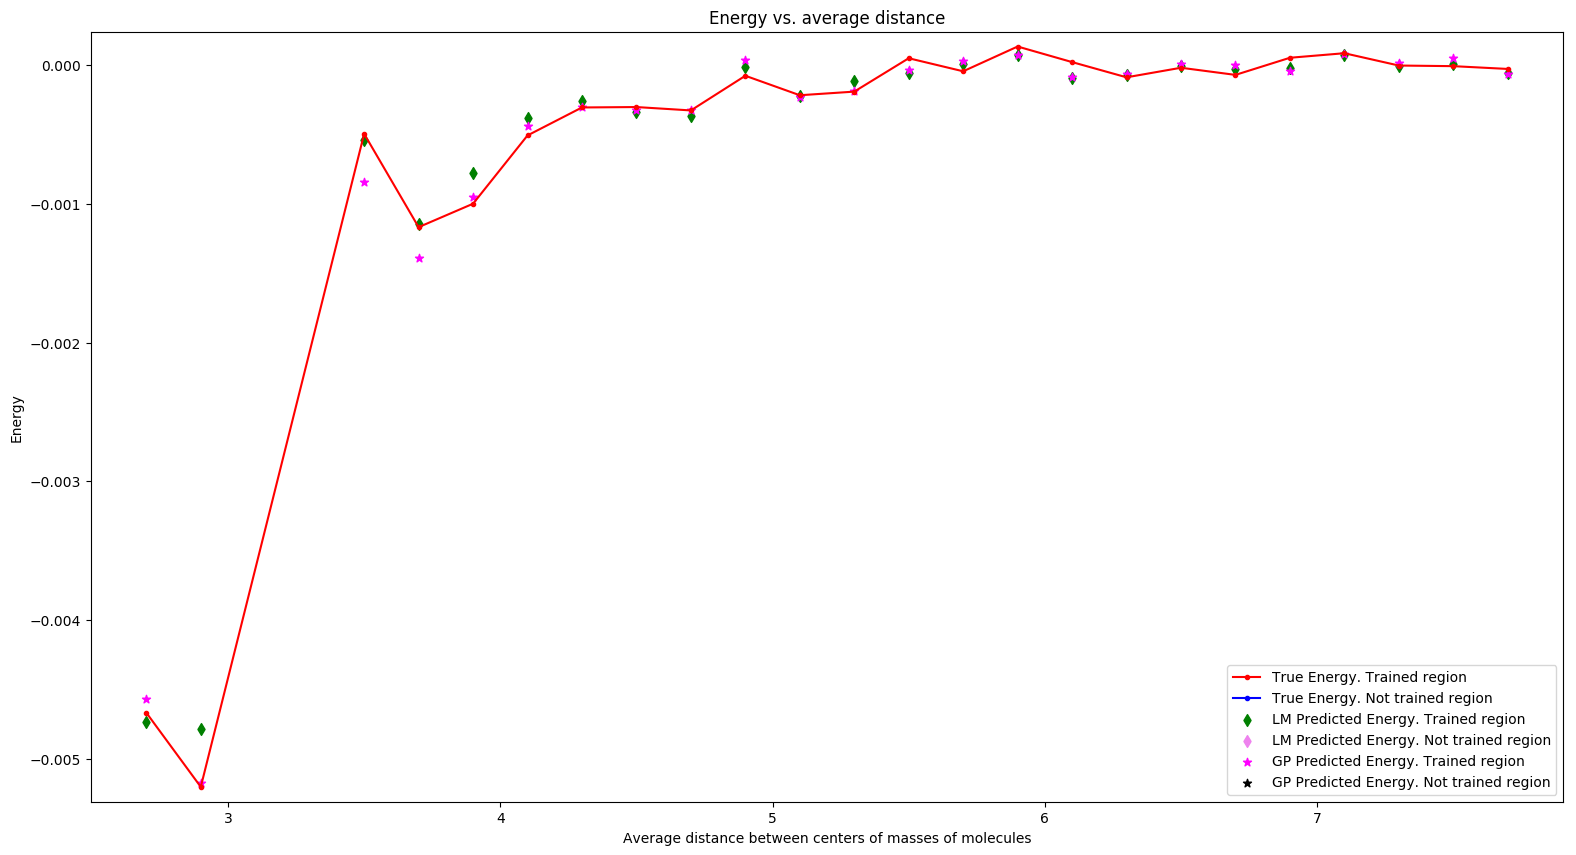 Energy vs. average distance
0.000
−0.001
−0.002
−0.003
−0.004
−0.005
Energy
3 4 5 6 7
Average distance between centers of masses of molecules
True Energy. Trained region
True Energy. Not trained region
LM Predicted Energy. Trained region
LM Predicted Energy. Not trained region
GP Predicted Energy. Trained region
GP Predicted Energy. Not trained region